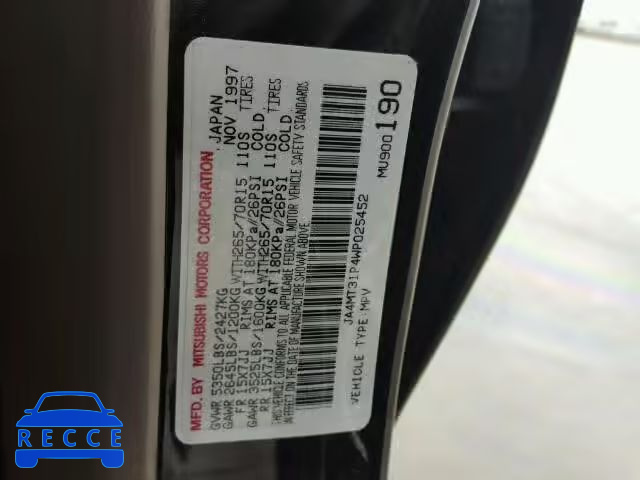 MFD. BY MITSUBISHI MOTORS CORPORATION, JAPAN
GVWR 5350LBS/2427KG NOV 1997
GAWR 2645LBS/1200KG WITH265/70R15 110S TIRES
FR 15X7JJ RIMS AT 180KPa/26PSI COLD,
GAWR 3525LBS/1600KG WITH265/70R15 110S TIRES
RR 15X7JJ RIMS AT 180KPa/26PSI COLD.
THIS VEHICLE CONFORMS TO ALL APPLICABLE FEDERAL MOTOR VEHICLE SAFETY STANDARDS
IN EFFECT ON THE DATE OF MANUFACTURE SHOWN ABOVE.
JA4MT31P4WP025452
VEHICLE TYPE:MPV
MU900190
RECCE